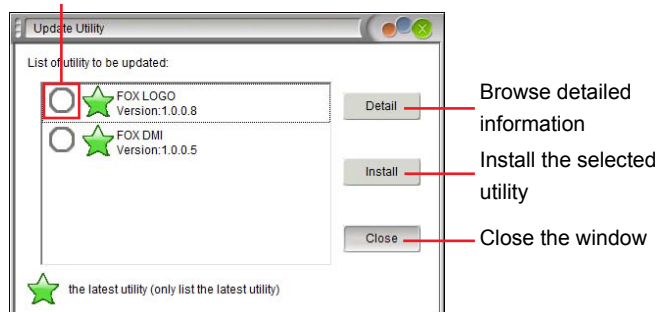 Update Utility
List of utility to be updated:
FOX LOGO
Version:1.0.0.8
FOX DMI
Version:1.0.0.5
Detail
Install
Close
the latest utility (only list the latest utility)
Browse detailed
information
Install the selected
utility
Close the window